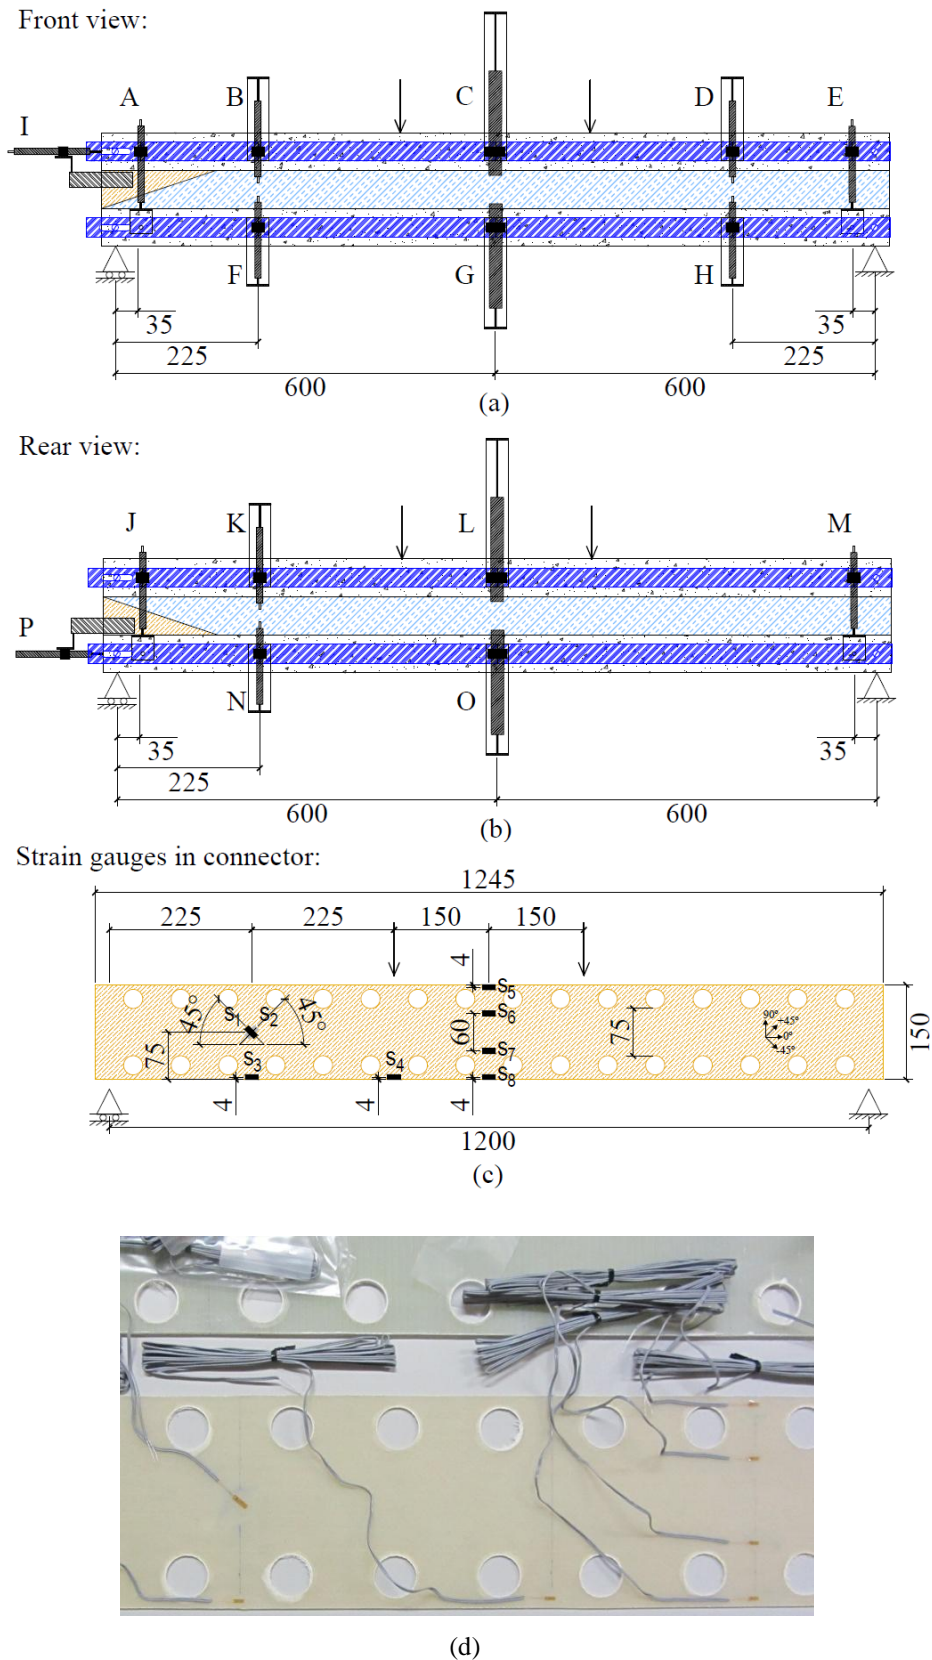 Front view:
A B C D E
I
F G H
35 35
225 225
600 600
(a)
Rear view:
J K L M
P
N O
35 35
225
600 600
(b)
Strain gauges in connector:
1245
225 225 150 150
4
S5
45° S1 S2 45° S6
75 60 75 90° +45° 0° -45° 150
S3 S4 S7
S8
4 4 4
1200
(c)
(d)